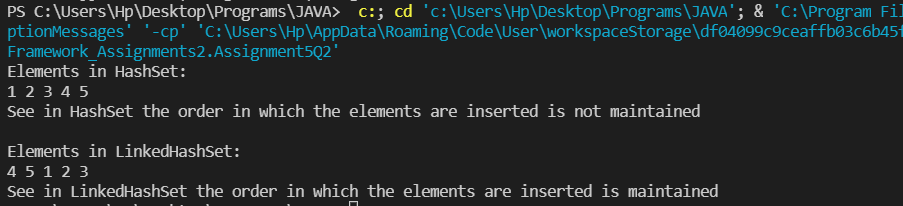 PS C:\Users\Hp\Desktop\Programs\JAVA>  c:; cd 'c:\Users\Hp\Desktop\Programs\JAVA'; & 'C:\Program Fil
ptionMessages' '-cp' 'C:\Users\Hp\AppData\Roaming\Code\User\workspaceStorage\df04099c9ceaffb03c6b45f
Framework_Assignments2.Assignment5Q2'
Elements in HashSet:
1 2 3 4 5
See in HashSet the order in which the elements are inserted is not maintained
Elements in LinkedHashSet:
4 5 1 2 3
See in LinkedHashSet the order in which the elements are inserted is maintained